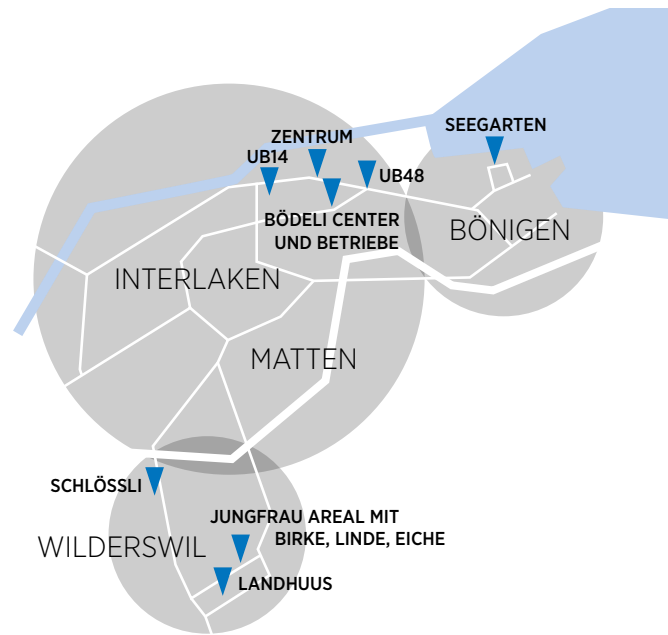 ZENTRUM
SEEGARTEN
UB14
UB48
BÖDELI CENTER
UND BETRIEBE
BÖNIGEN
INTERLAKEN
MATTEN
SCHLÖSSLI
JUNGFRAU AREAL MIT
BIRKE, LINDE, EICHE
WILDERSWIL
LANDHUUS